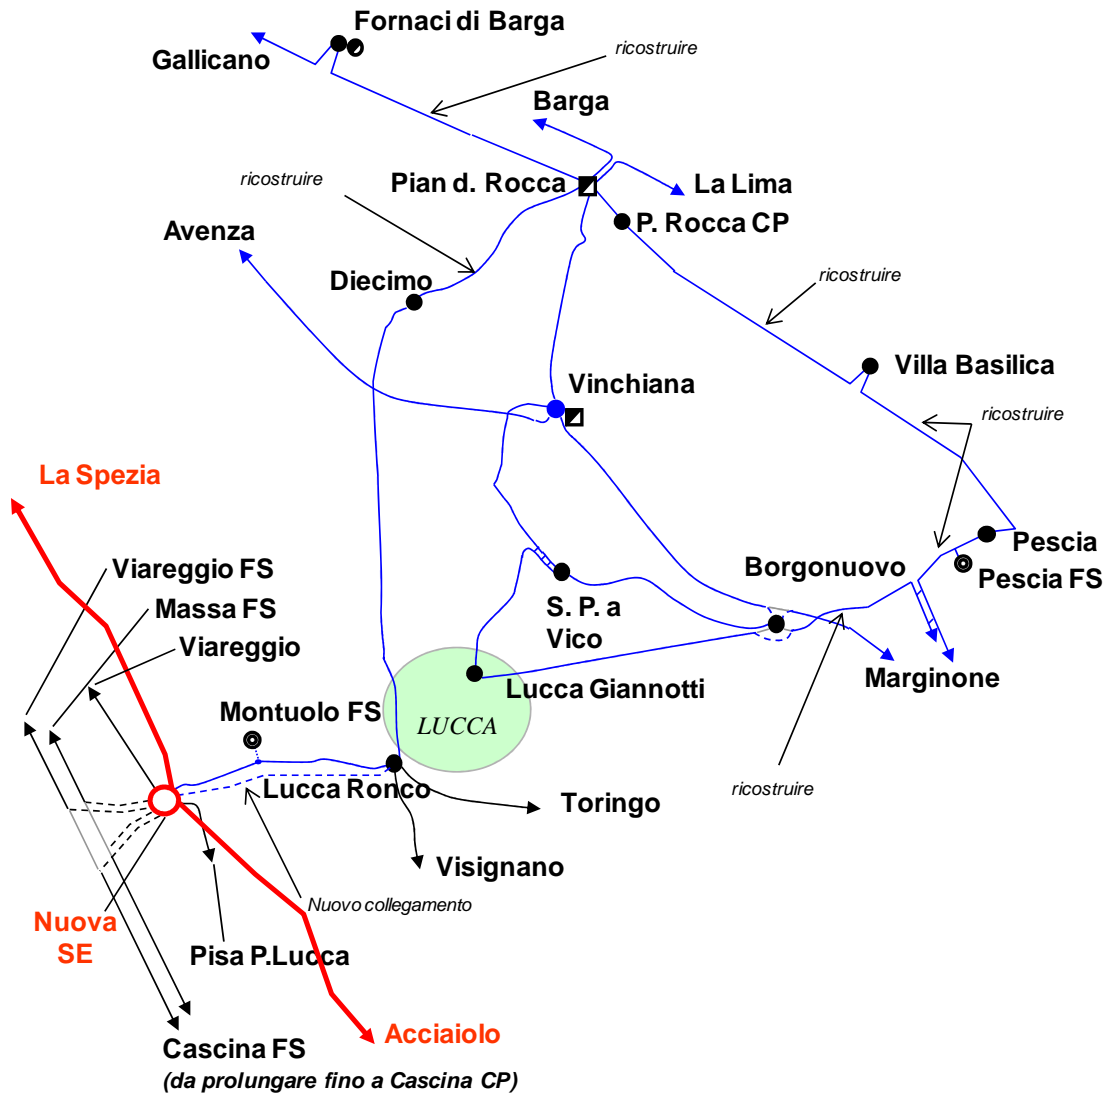 Fornaci di Barga
Gallicano
ricostruire
Barga
ricostruire
Pian d. Rocca
La Lima
P. Rocca CP
Avenza
Diecimo
ricostruire
Villa Basilica
Vinchiana
ricostruire
La Spezia
Pescia
Viareggio FS
Borgonuovo
Pescia FS
Massa FS
S. P. a
Vico
Viareggio
Marginone
Lucca Giannotti
Montuolo FS
LUCCA
Lucca Ronco
ricostruire
Toringo
Visignano
Nuovo collegamento
Nuova
SE
Pisa P.Lucca
Acciaiolo
Cascina FS
(da prolungare fino a Cascina CP)